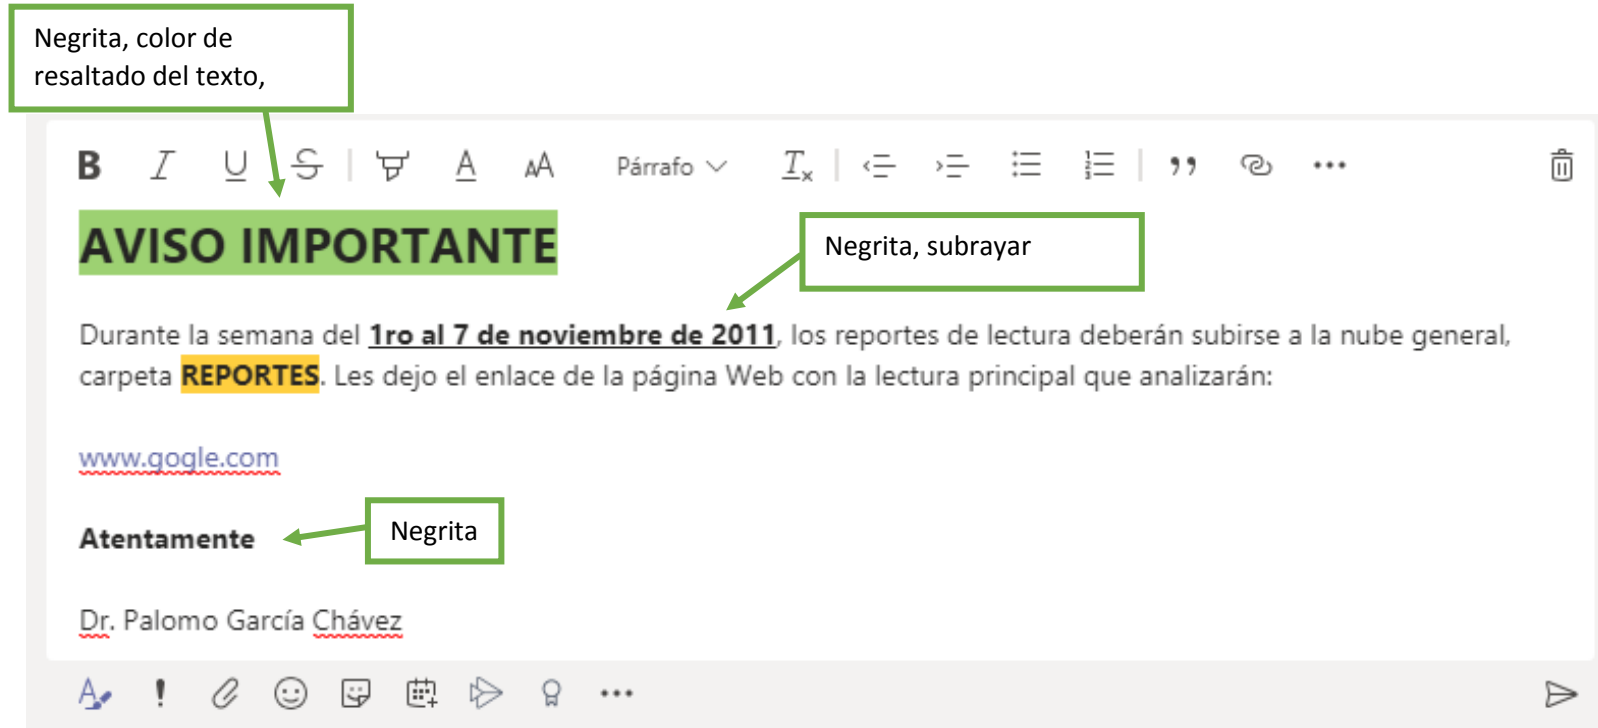 Negrita, color de
resaltado del texto,
B I U S A AA Párrafo Tx
AVISO IMPORTANTE
Negrita, subrayar
Durante la semana del 1ro al 7 de noviembre de 2011, los reportes de lectura deberán subirse a la nube general,
carpeta REPORTES. Les dejo el enlace de la página Web con la lectura principal que analizarán:
www.gogle.com
Atentamente
Negrita
Dr. Palomo García Chávez